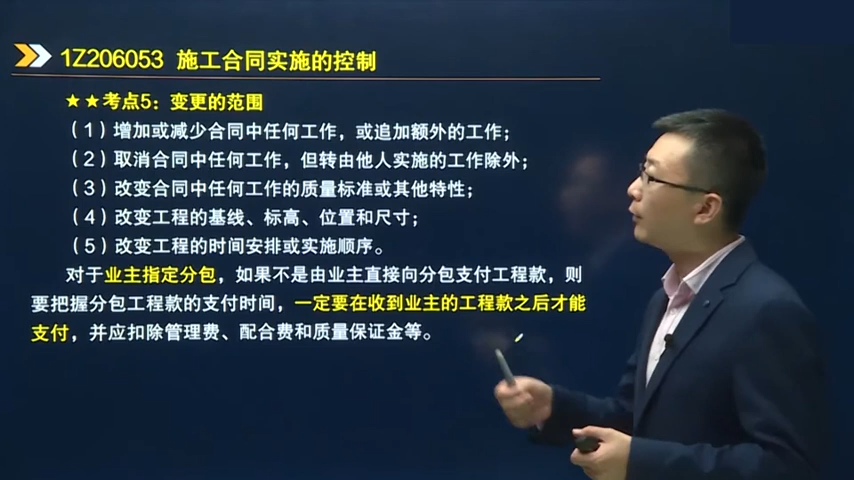 1Z206053 施工合同实施的控制
★★考点5：变更的范围
（1）增加或减少合同中任何工作，或追加额外的工作；
（2）取消合同中任何工作，但转由他人实施的工作除外；
（3）改变合同中任何工作的质量标准或其他特性；
（4）改变工程的基线、标高、位置和尺寸；
（5）改变工程的时间安排或实施顺序。
对于业主指定分包，如果不是由业主直接向分包支付工程款，则
要把握分包工程款的支付时间，一定要在收到业主的工程款之后才能
支付，并应扣除管理费、配合费和质量保证金等。